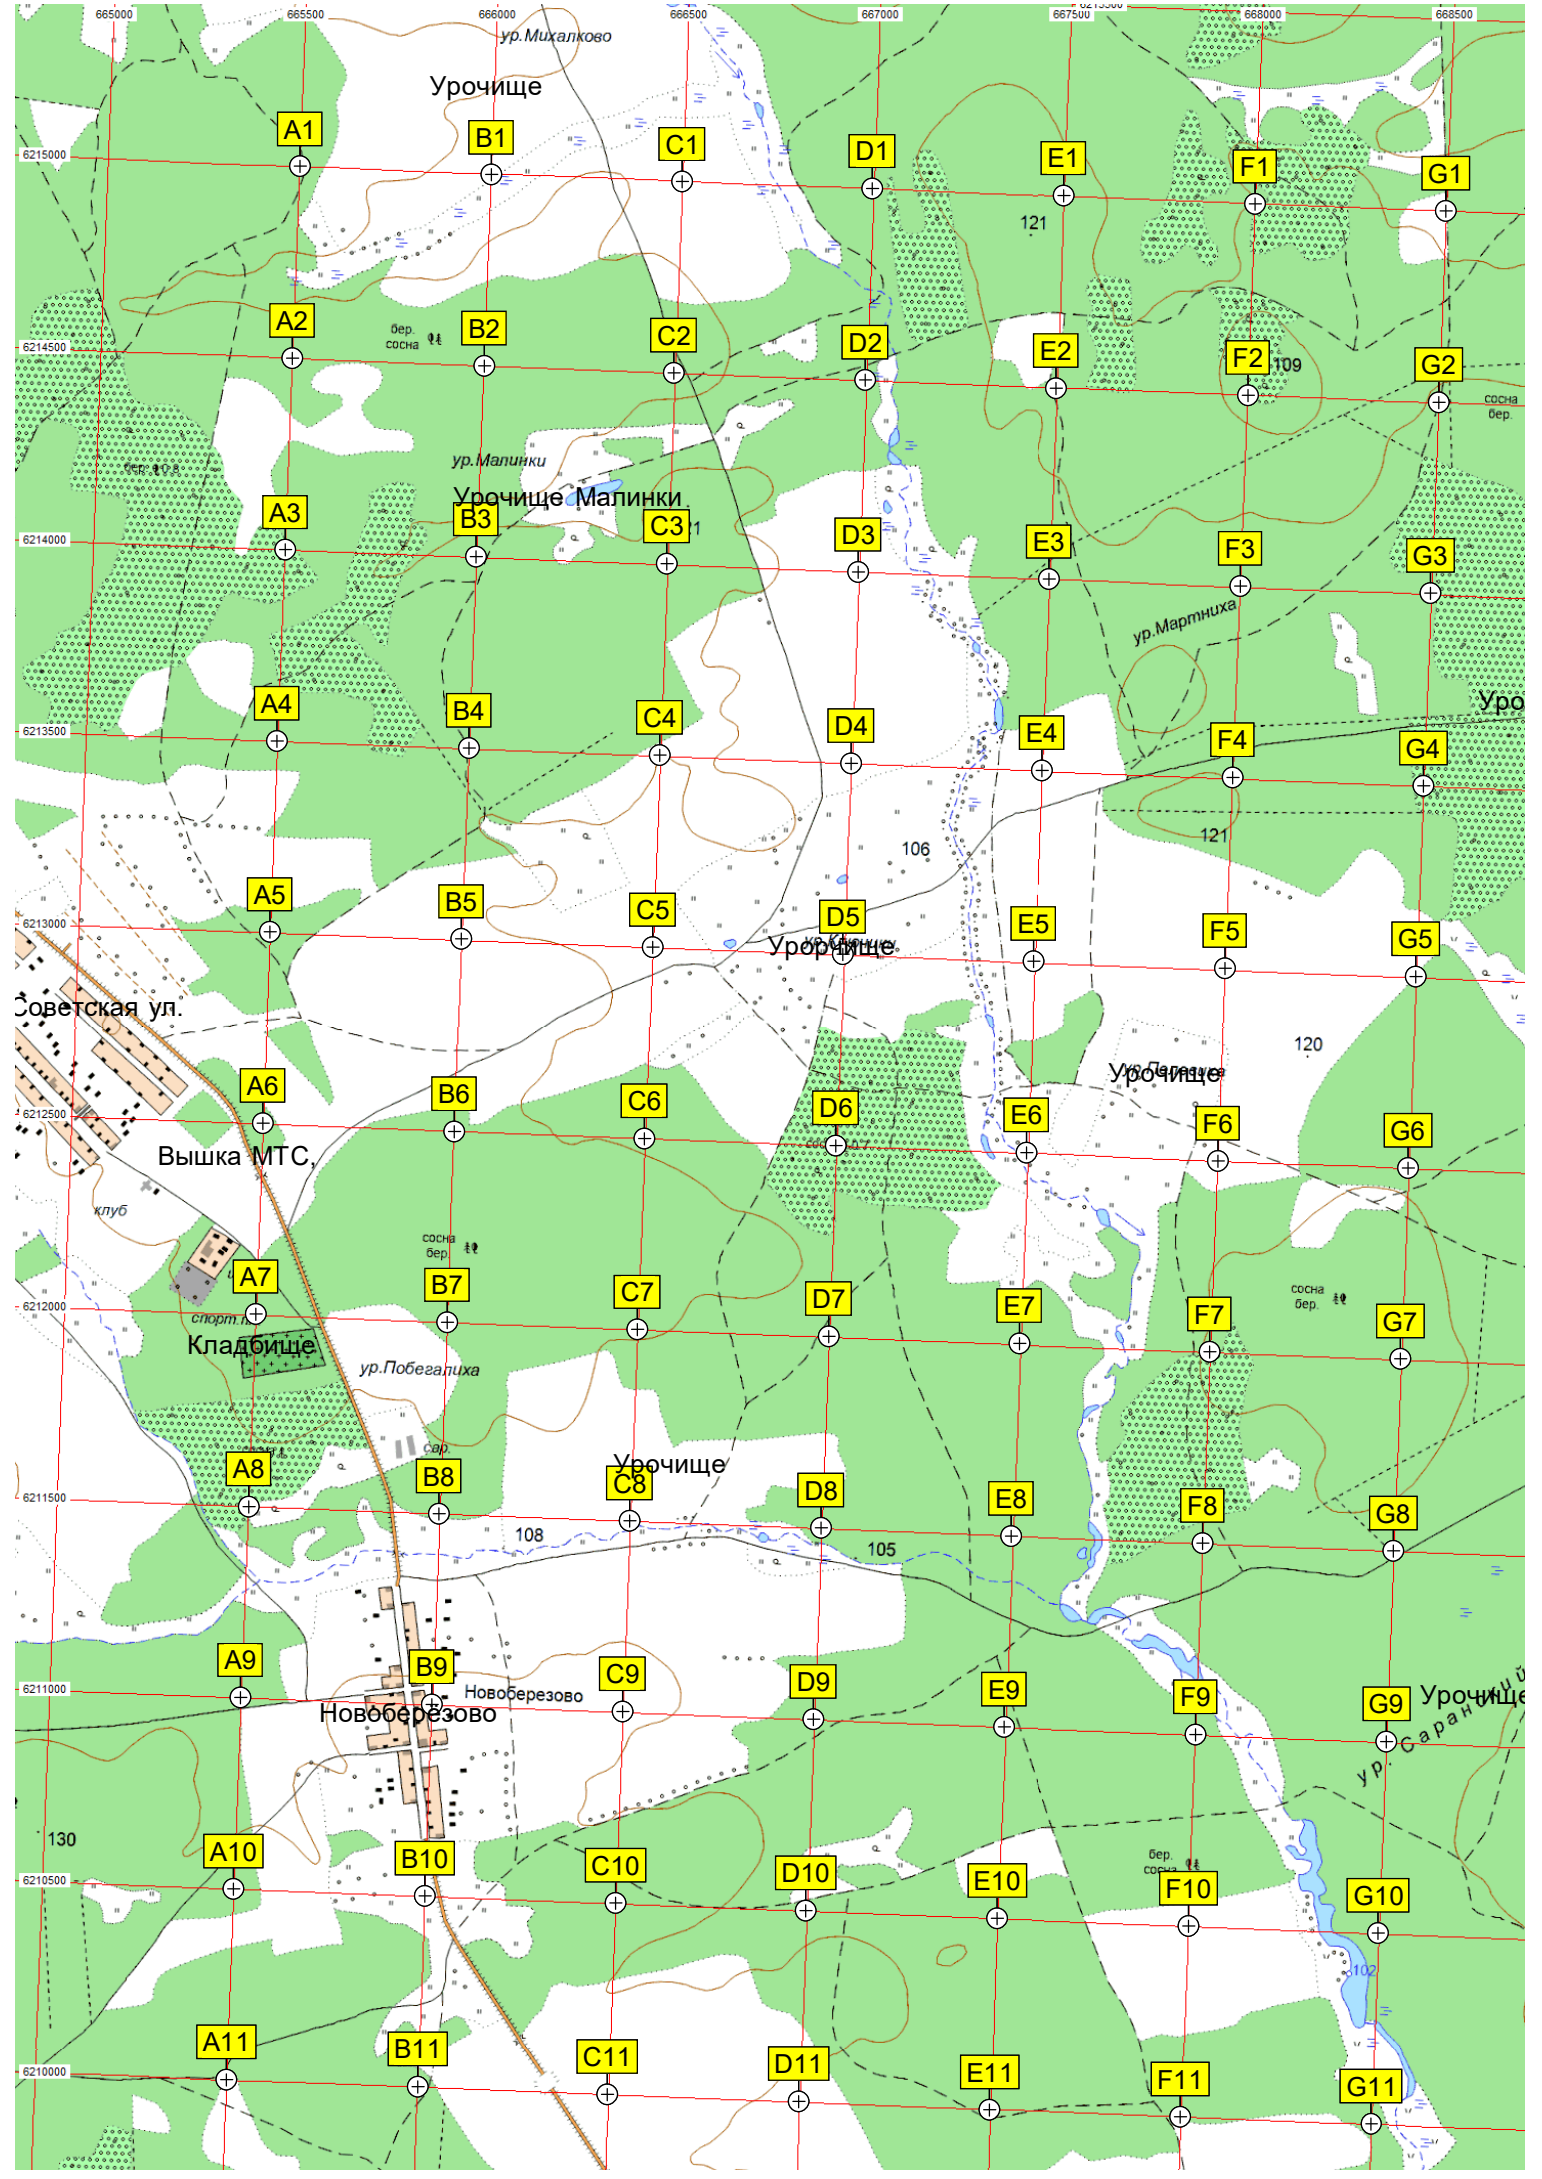 665000 665500 666000 666500 667000 667500 668000 668500
ур.Михалково
Урочище
6215000
A1 B1 C1 D1 E1 F1 G1
121
6214500
A2 B2 C2 D2 E2 F2 G2
бер.
сосна
109
сосна
бер.
ур.Малинки
Урочище Малинки
6214000
A3 B3 C3 D3 E3 F3 G3
ур.Мартниха
6213500
A4 B4 C4 D4 E4 F4 G4
Уро
121
106
6213000
A5 B5 C5 D5 E5 F5 G5
Урорчище
Советская ул.
120
Урочище
6212500
A6 B6 C6 D6 E6 F6 G6
Вышка МТС,
клуб
сосна
бер.
сосна
бер.
6212000
A7 B7 C7 D7 E7 F7 G7
спорт.п
Кладбище
ур.Побегалиха
сар.
Урочище
6211500
A8 B8 C8 D8 E8 F8 G8
108
105
6211000
A9 B9 C9 D9 E9 F9 G9
Новоберезово
Новоберезово
Урочище
130
бер.
сосна
6210500
A10 B10 C10 D10 E10 F10 G10
102
6210000
A11 B11 C11 D11 E11 F11 G11